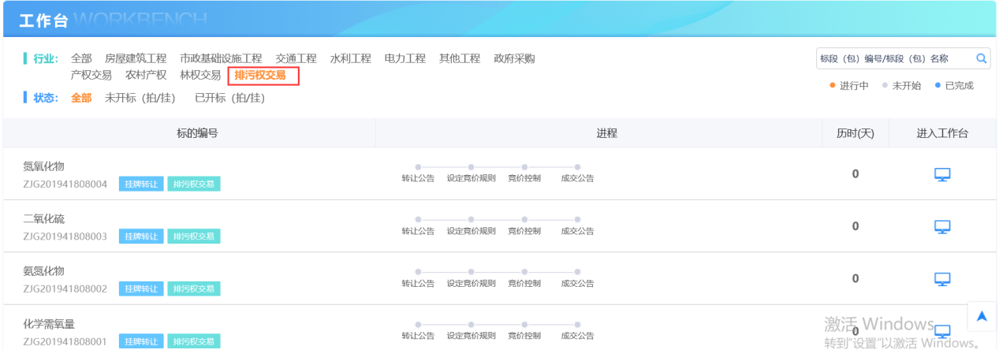 工作台 WORKBENCH
行业： 全部 房屋建筑工程 市政基础设施工程 交通工程 水利工程 电力工程 其他工程 政府采购
产权交易 农村产权 林权交易 排污权交易
标段（包）编号/标段（包）名称
进行中 未开始 已完成
状态： 全部 未开标（拍/挂） 已开标（拍/挂）
标的编号 进程 历时(天) 进入工作台
氮氧化物
ZJG201941808004 挂牌转让 排污权交易
转让公告 设定竞价规则 竞价控制 成交公告
0
二氧化硫
ZJG201941808003 挂牌转让 排污权交易
转让公告 设定竞价规则 竞价控制 成交公告
0
氨氮化物
ZJG201941808002 挂牌转让 排污权交易
转让公告 设定竞价规则 竞价控制 成交公告
0
化学需氧量
ZJG201941808001 挂牌转让 排污权交易
转让公告 设定竞价规则 竞价控制 成交公告
0
激活 Windows
转到"设置"以激活 Windows。